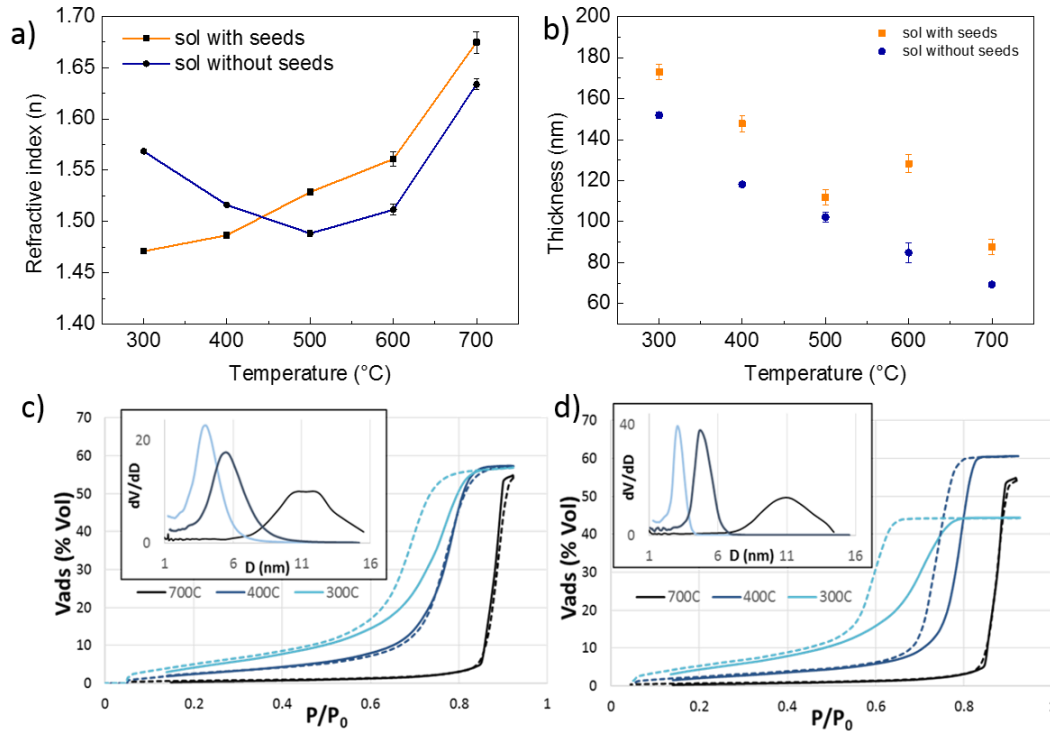 a)
1.70
1.65
1.60
1.55
1.50
1.45
1.40
Refractive index (n)
sol with seeds
sol without seeds
300 400 500 600 700
Temperature (°C)
b)
200
180
160
140
120
100
80
60
Thickness (nm)
sol with seeds
sol without seeds
300 400 500 600 700
Temperature (°C)
c)
70
60
50
40
30
20
10
0
Vads (% Vol)
20
0
dV/dD
1 6 11 16
D (nm)
700C 400C 300C
0 0.2 0.4 0.6 0.8 1
P/P0
d)
70
60
50
40
30
20
10
0
Vads (% Vol)
40
0
dV/dD
1 6 11 16
D (nm)
700C 400C 300C
0 0.2 0.4 0.6 0.8 1
P/P0